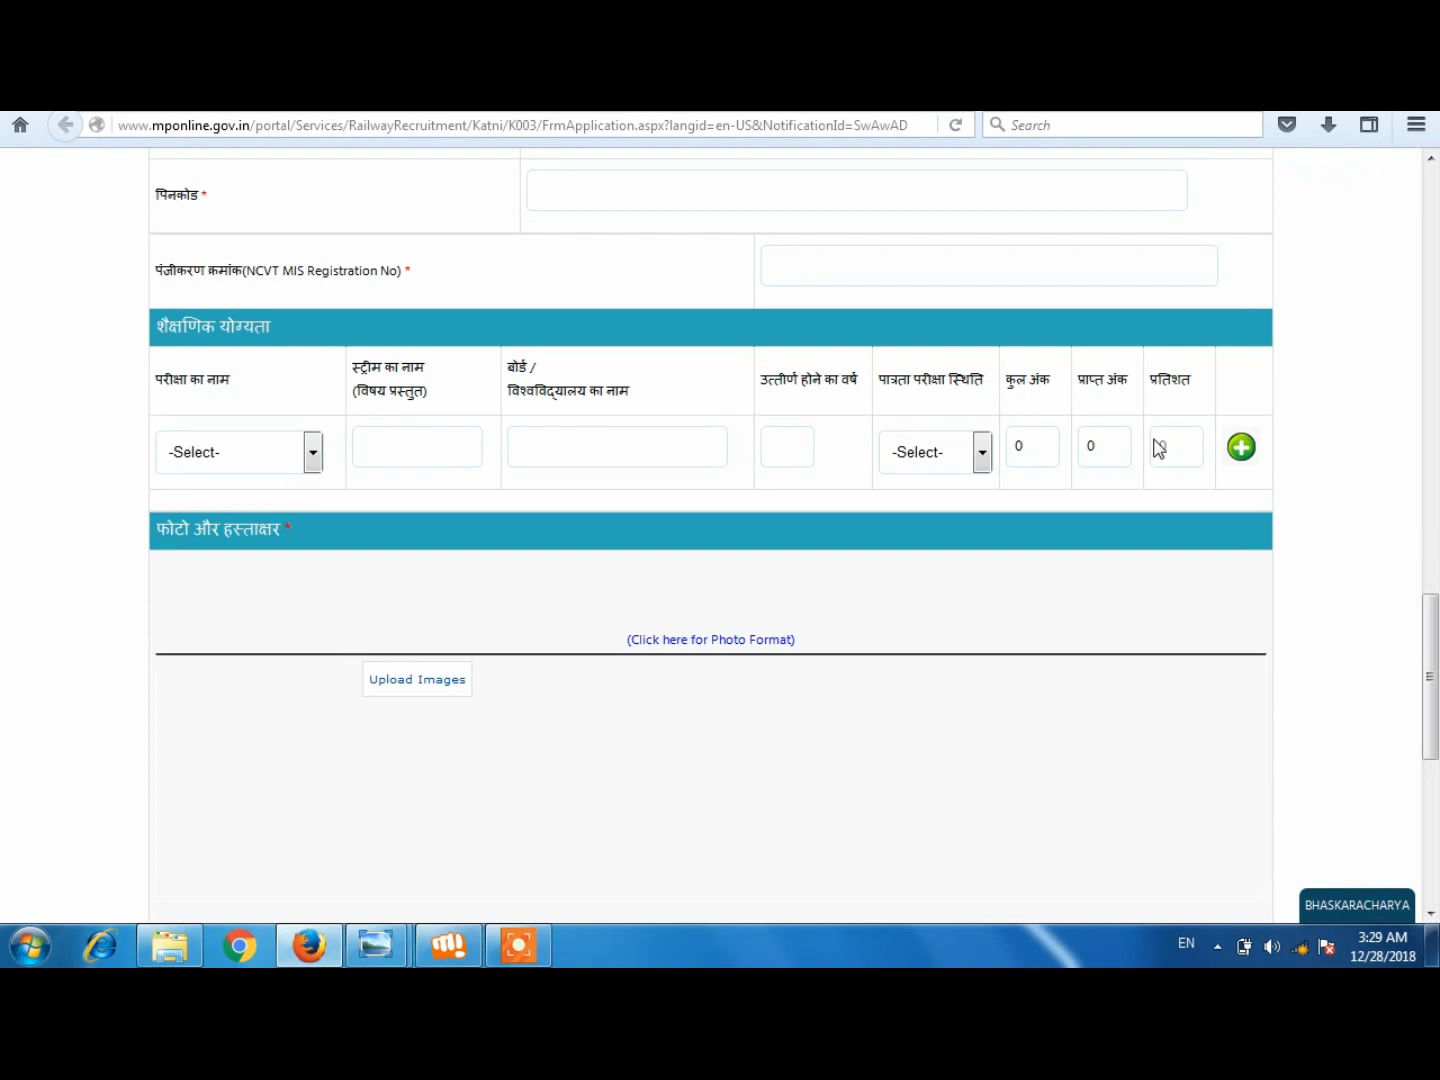 www.mponline.gov.in/portal/Services/RailwayRecruitment/Katni/K003/FrmApplication.aspx?langid=en-US&NotificationId=SwAwAD
Search
पिनकोड *
पंजीकरण क्रमांक(NCVT MIS Registration No) *
शैक्षणिक योग्यता
परीक्षा का नाम
स्ट्रीम का नाम
(विषय प्रस्तुत)
बोर्ड /
विश्वविद्यालय का नाम
उत्तीर्ण होने का वर्ष
पात्रता परीक्षा स्थिति
कुल अंक
प्राप्त अंक
प्रतिशत
-Select-
-Select-
0
0
फोटो और हस्ताक्षर *
(Click here for Photo Format)
Upload Images
BHASKARACHARYA
EN
3:29 AM
12/28/2018